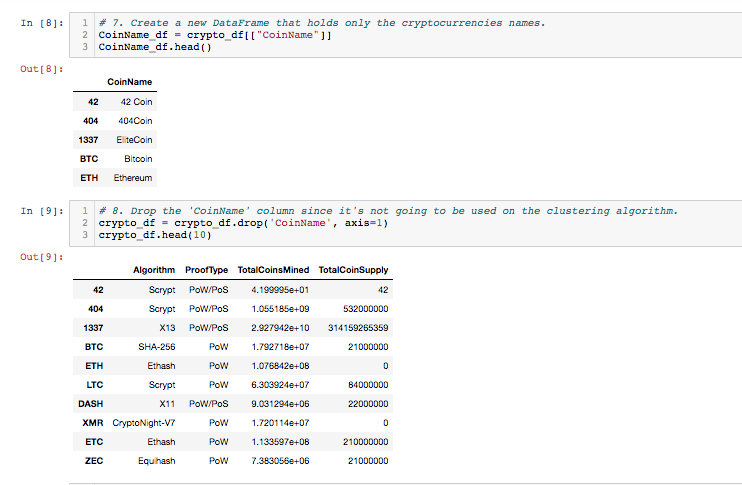 In [8]:
1 # 7. Create a new DataFrame that holds only the cryptocurrencies names.
2 CoinName_df = crypto_df[["CoinName"]]
3 CoinName_df.head()
Out[8]:
CoinName
42 42 Coin
404 404Coin
1337 EliteCoin
BTC Bitcoin
ETH Ethereum
In [9]:
1 # 8. Drop the 'CoinName' column since it's not going to be used on the clustering algorithm.
2 crypto_df = crypto_df.drop('CoinName', axis=1)
3 crypto_df.head(10)
Out[9]:
Algorithm ProofType TotalCoinsMined TotalCoinSupply
42 Scrypt PoW/PoS 4.199995e+01 42
404 Scrypt PoW/PoS 1.055185e+09 532000000
1337 X13 PoW/PoS 2.927942e+10 314159265359
BTC SHA-256 PoW 1.792718e+07 21000000
ETH Ethash PoW 1.076842e+08 0
LTC Scrypt PoW 6.303924e+07 84000000
DASH X11 PoW/PoS 9.031294e+06 22000000
XMR CryptoNight-V7 PoW 1.720114e+07 0
ETC Ethash PoW 1.133597e+08 210000000
ZEC Equihash PoW 7.383056e+06 21000000